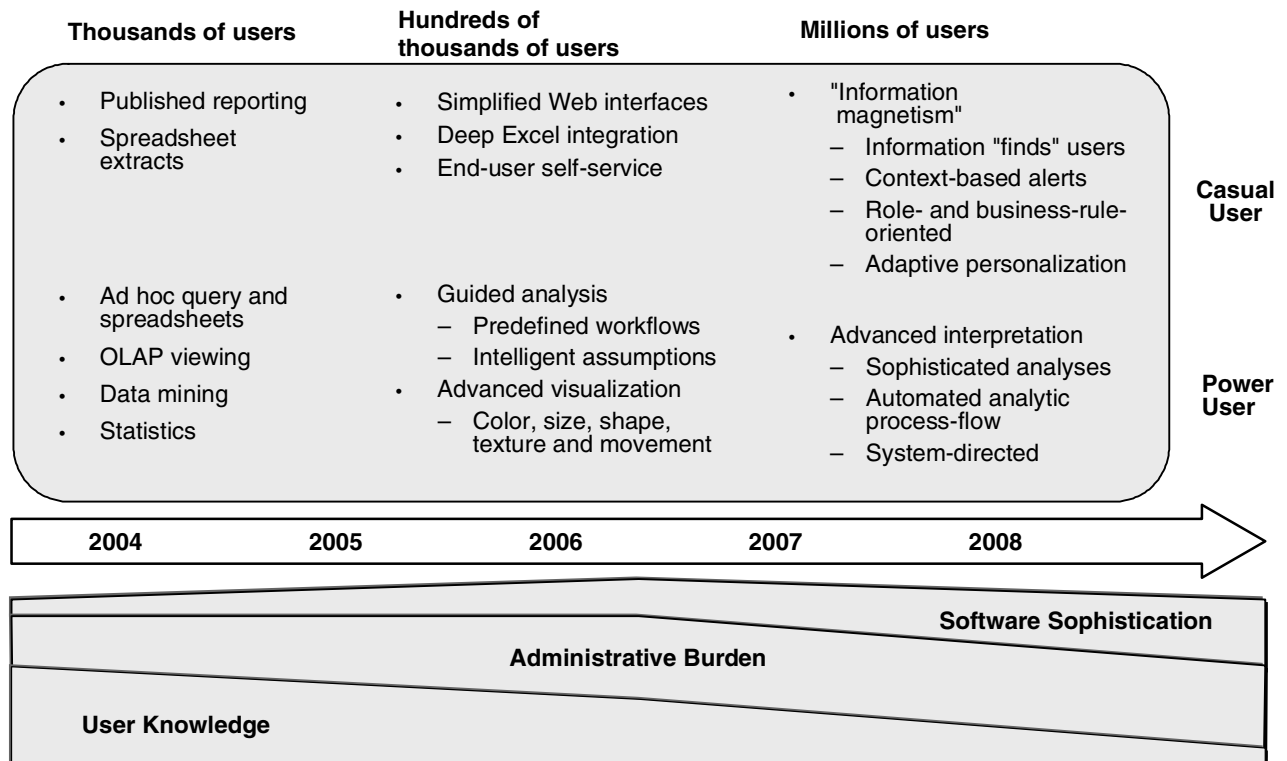 Thousands of users
Hundreds of
thousands of users
Millions of users
• Published reporting
• Spreadsheet
extracts
• Simplified Web interfaces
• Deep Excel integration
• End-user self-service
• "Information
magnetism"
– Information "finds" users
– Context-based alerts
– Role- and business-rule-
oriented
– Adaptive personalization
Casual
User
• Ad hoc query and
spreadsheets
• OLAP viewing
• Data mining
• Statistics
• Guided analysis
– Predefined workflows
– Intelligent assumptions
• Advanced visualization
– Color, size, shape,
texture and movement
• Advanced interpretation
– Sophisticated analyses
– Automated analytic
process-flow
– System-directed
Power
User
2004 2005 2006 2007 2008
Software Sophistication
Administrative Burden
User Knowledge